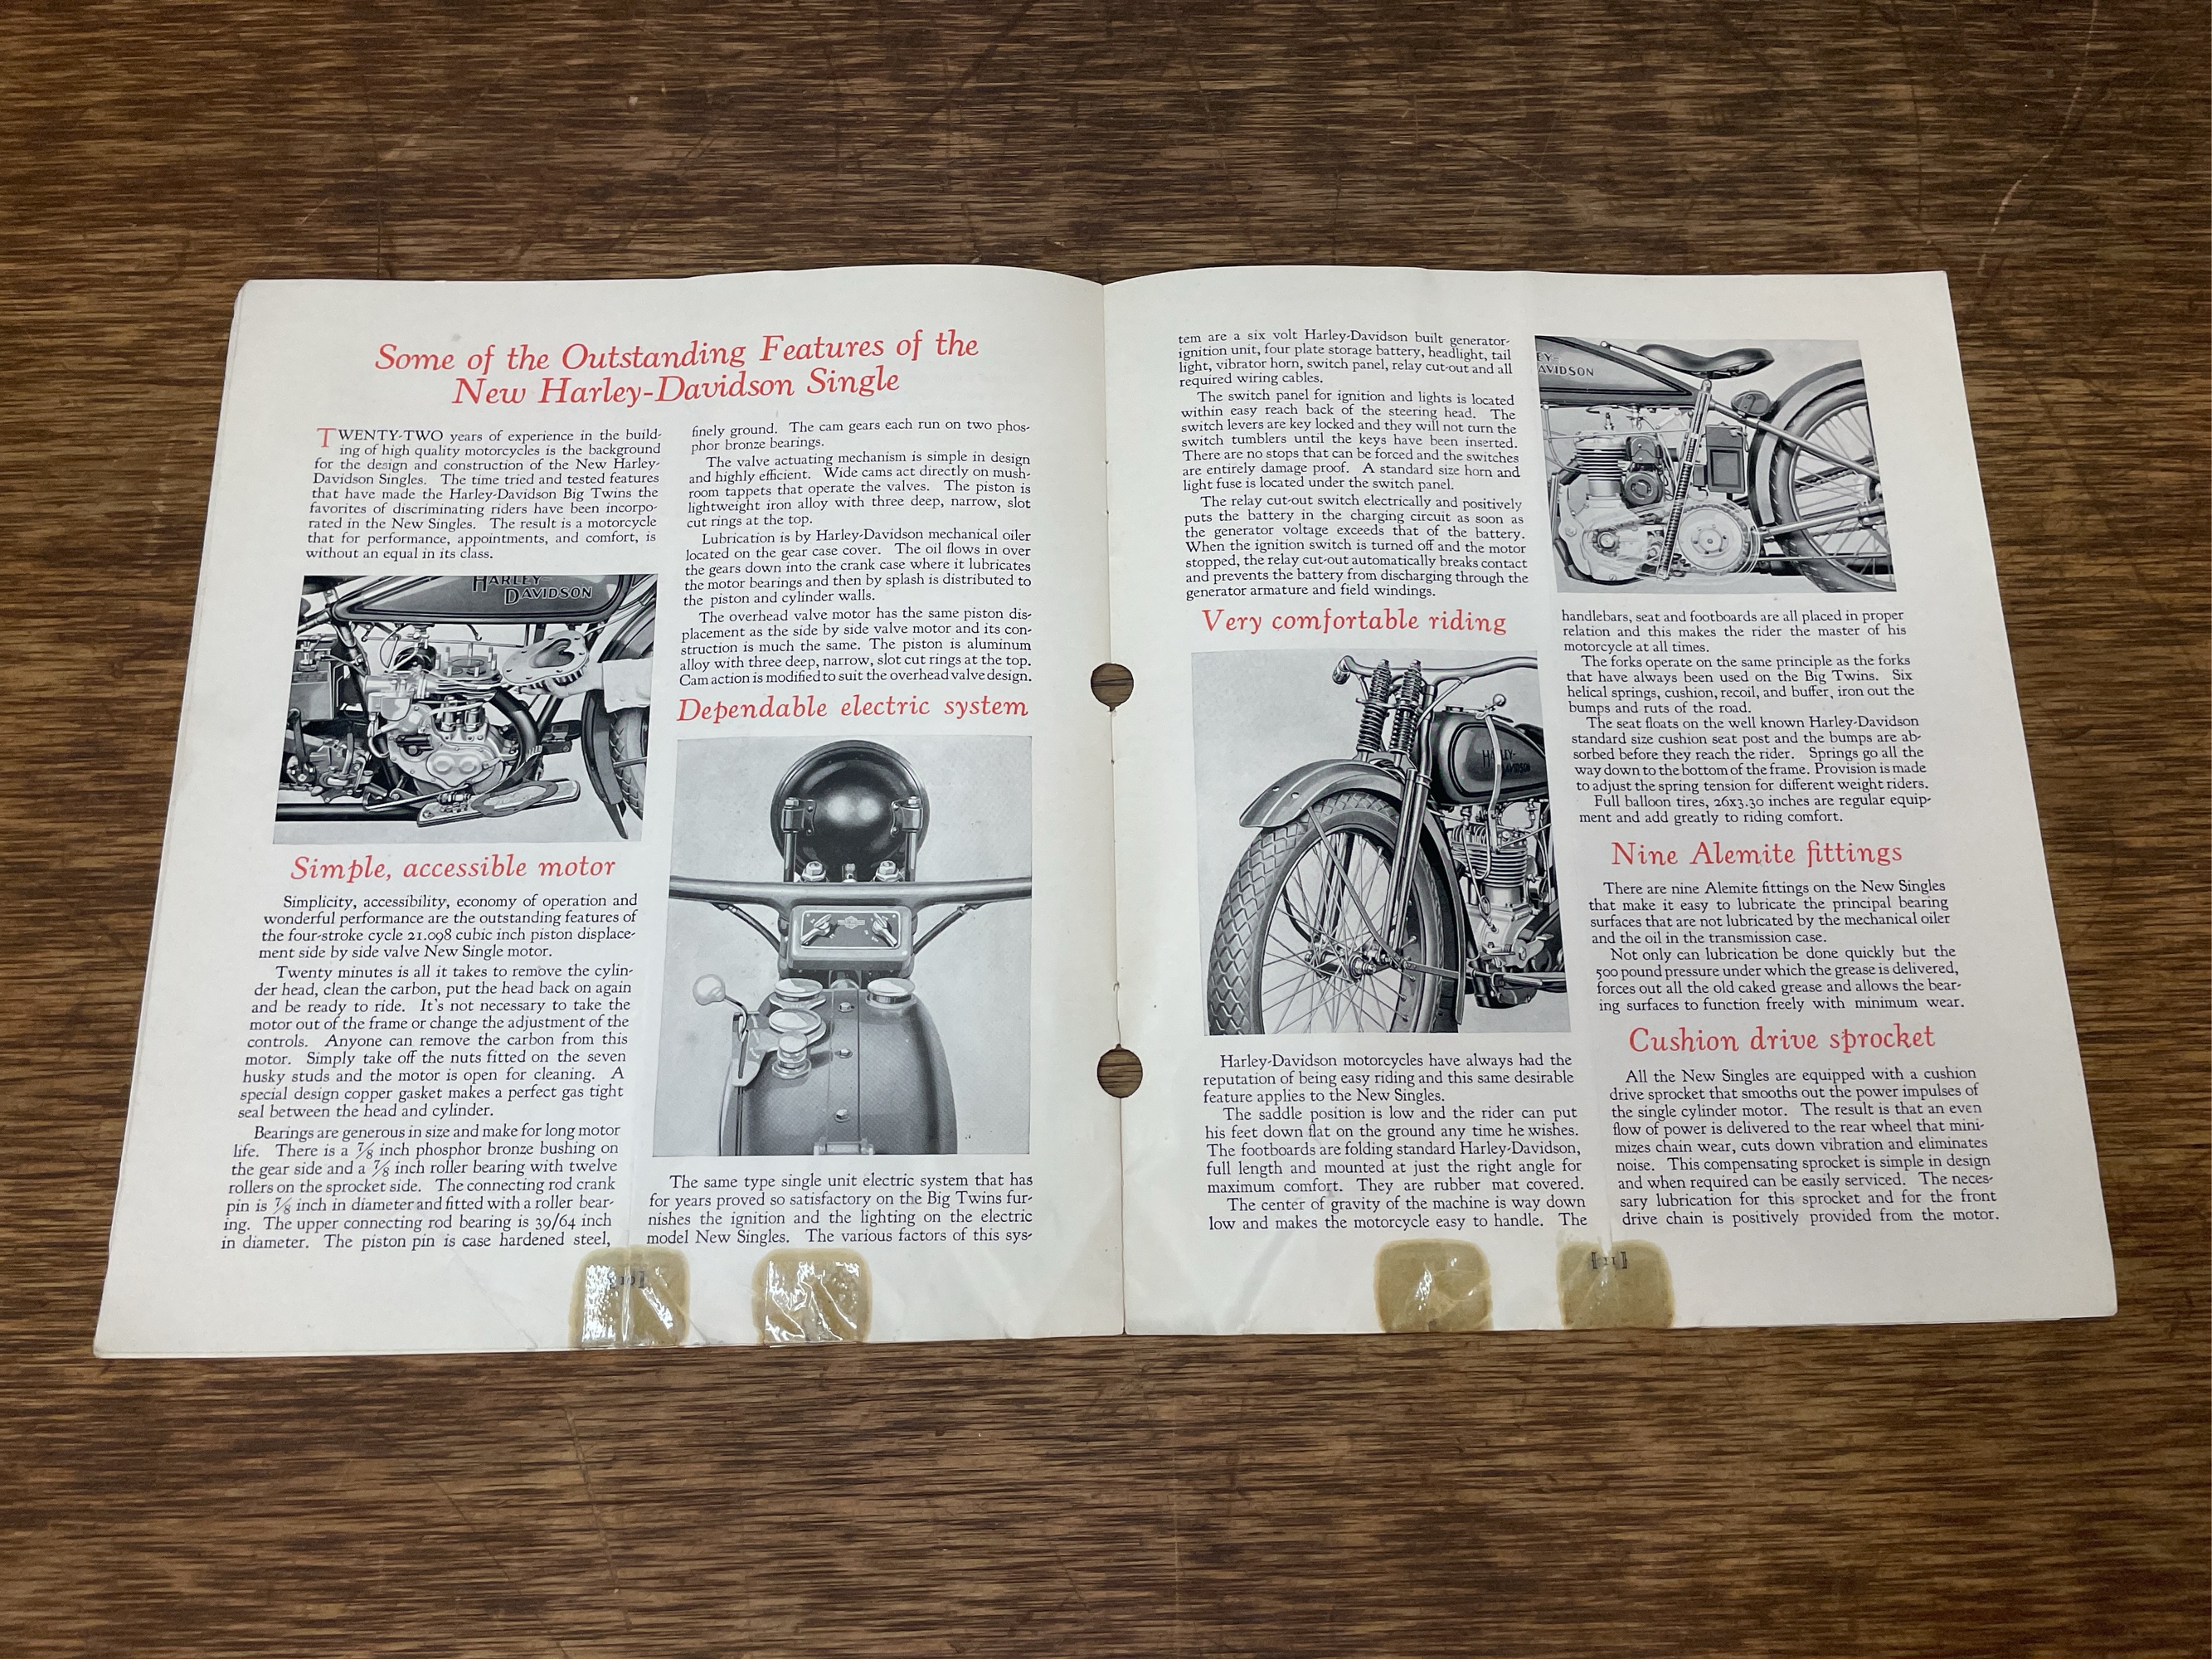 Some of the Outstanding Features of the
New Harley-Davidson Single
TWENTY-TWO years of experience in the build-
ing of high quality motorcycles is the background
for the design and construction of the New Harley-
Davidson Singles. The time tried and tested features
that have made the Harley-Davidson Big Twins the
favorites of discriminating riders have been incorpo-
rated in the New Singles. The result is a motorcycle
that for performance, appointments, and comfort, is
without an equal in its class.
HARLEY-
DAVIDSON
Simple, accessible motor
Simplicity, accessibility, economy of operation and
wonderful performance are the outstanding features of
the four-stroke cycle 21.098 cubic inch piston displace-
ment side by side valve New Single motor.
Twenty minutes is all it takes to remove the cylin-
der head, clean the carbon, put the head back on again
and be ready to ride. It's not necessary to take the
motor out of the frame or change the adjustment of the
controls. Anyone can remove the carbon from this
motor. Simply take off the nuts fitted on the seven
husky studs and the motor is open for cleaning. A
special design copper gasket makes a perfect gas tight
seal between the head and cylinder.
Bearings are generous in size and make for long motor
life. There is a 7/8 inch phosphor bronze bushing on
the gear side and a 7/8 inch roller bearing with twelve
rollers on the sprocket side. The connecting rod crank
pin is 7/8 inch in diameter and fitted with a roller bear-
ing. The upper connecting rod bearing is 39/64 inch
in diameter. The piston pin is case hardened steel,
finely ground. The cam gears each run on two phos-
phor bronze bearings.
The valve actuating mechanism is simple in design
and highly efficient. Wide cams act directly on mush-
room tappets that operate the valves. The piston is
lightweight iron alloy with three deep, narrow, slot
cut rings at the top.
Lubrication is by Harley-Davidson mechanical oiler
located on the gear case cover. The oil flows in over
the gears down into the crank case where it lubricates
the motor bearings and then by splash is distributed to
the piston and cylinder walls.
The overhead valve motor has the same piston dis-
placement as the side by side valve motor and its con-
struction is much the same. The piston is aluminum
alloy with three deep, narrow, slot cut rings at the top.
Cam action is modified to suit the overhead valve design.
Dependable electric system
The same type single unit electric system that has
for years proved so satisfactory on the Big Twins fur-
nishes the ignition and the lighting on the electric
model New Singles. The various factors of this sys-
tem are a six volt Harley-Davidson built generator-
ignition unit, four plate storage battery, headlight, tail
light, vibrator horn, switch panel, relay cut-out and all
required wiring cables.
The switch panel for ignition and lights is located
within easy reach back of the steering head. The
switch levers are key locked and they will not turn the
switch tumblers until the keys have been inserted.
There are no stops that can be forced and the switches
are entirely damage proof. A standard size horn and
light fuse is located under the switch panel.
The relay cut-out switch electrically and positively
puts the battery in the charging circuit as soon as
the generator voltage exceeds that of the battery.
When the ignition switch is turned off and the motor
stopped, the relay cut-out automatically breaks contact
and prevents the battery from discharging through the
generator armature and field windings.
Very comfortable riding
HARLEY-
DAVIDSON
Harley-Davidson motorcycles have always had the
reputation of being easy riding and this same desirable
feature applies to the New Singles.
The saddle position is low and the rider can put
his feet down flat on the ground any time he wishes.
The footboards are folding standard Harley-Davidson,
full length and mounted at just the right angle for
maximum comfort. They are rubber mat covered.
The center of gravity of the machine is way down
low and makes the motorcycle easy to handle. The
EY-
AVIDSON
handlebars, seat and footboards are all placed in proper
relation and this makes the rider the master of his
motorcycle at all times.
The forks operate on the same principle as the forks
that have always been used on the Big Twins. Six
helical springs, cushion, recoil, and buffer, iron out the
bumps and ruts of the road.
The seat floats on the well known Harley-Davidson
standard size cushion seat post and the bumps are ab-
sorbed before they reach the rider. Springs go all the
way down to the bottom of the frame. Provision is made
to adjust the spring tension for different weight riders.
Full balloon tires, 26x3.30 inches are regular equip-
ment and add greatly to riding comfort.
Nine Alemite fittings
There are nine Alemite fittings on the New Singles
that make it easy to lubricate the principal bearing
surfaces that are not lubricated by the mechanical oiler
and the oil in the transmission case.
Not only can lubrication be done quickly but the
500 pound pressure under which the grease is delivered,
forces out all the old caked grease and allows the bear-
ing surfaces to function freely with minimum wear.
Cushion drive sprocket
All the New Singles are equipped with a cushion
drive sprocket that smooths out the power impulses of
the single cylinder motor. The result is that an even
flow of power is delivered to the rear wheel that mini-
mizes chain wear, cuts down vibration and eliminates
noise. This compensating sprocket is simple in design
and when required can be easily serviced. The neces-
sary lubrication for this sprocket and for the front
drive chain is positively provided from the motor.